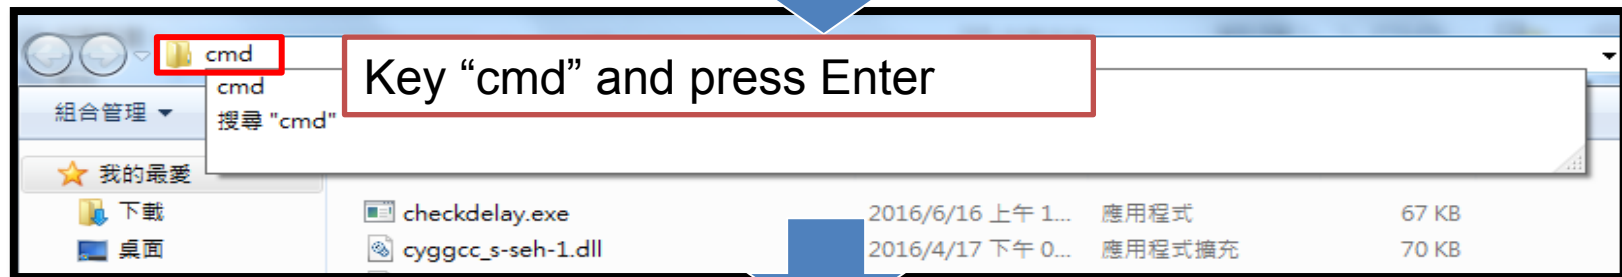 cmd
Key “cmd” and press Enter
cmd
組合管理
搜尋 "cmd"
我的最愛
下載
checkdelay.exe 2016/6/16 上午 1... 應用程式 67 KB
桌面
cyggcc_s-seh-1.dll 2016/4/17 下午 0... 應用程式擴充 70 KB